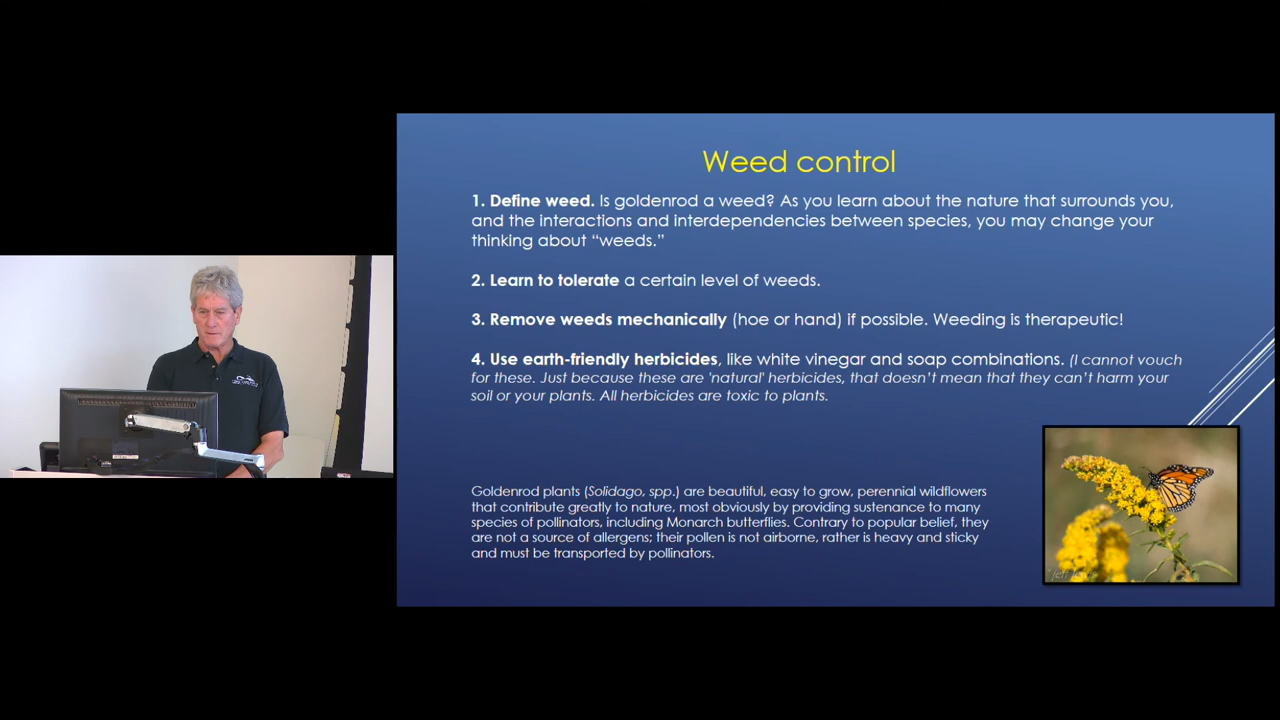 Weed control
1. Define weed. Is goldenrod a weed? As you learn about the nature that surrounds you,
and the interactions and interdependencies between species, you may change your
thinking about “weeds.”
2. Learn to tolerate a certain level of weeds.
3. Remove weeds mechanically (hoe or hand) if possible. Weeding is therapeutic!
4. Use earth-friendly herbicides, like white vinegar and soap combinations. (I cannot vouch
for these. Just because these are 'natural' herbicides, that doesn’t mean that they can’t harm your
soil or your plants. All herbicides are toxic to plants.
Goldenrod plants (Solidago, spp.) are beautiful, easy to grow, perennial wildflowers
that contribute greatly to nature, most obviously by providing sustenance to many
species of pollinators, including Monarch butterflies. Contrary to popular belief, they
are not a source of allergens; their pollen is not airborne, rather is heavy and sticky
and must be transported by pollinators.